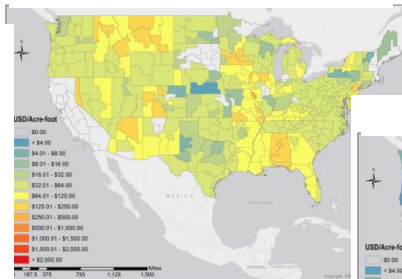 USD/Acre-foot
$0.00
< $4.00
$4.01 - $8.00
$8.01 - $16.00
$16.01 - $32.00
$32.01 - $64.00
$64.01 - $125.00
$125.01 - $250.00
$250.01 - $500.00
$500.01 - $1,000.00
$1,000.01 - $1,500.00
$1,500.01 - $2,000.00
> $2,000.00
MEXICO
Miles
187.5 375 750 1,125 1,500
USD/Acre-fo
$0.00
< $4.00